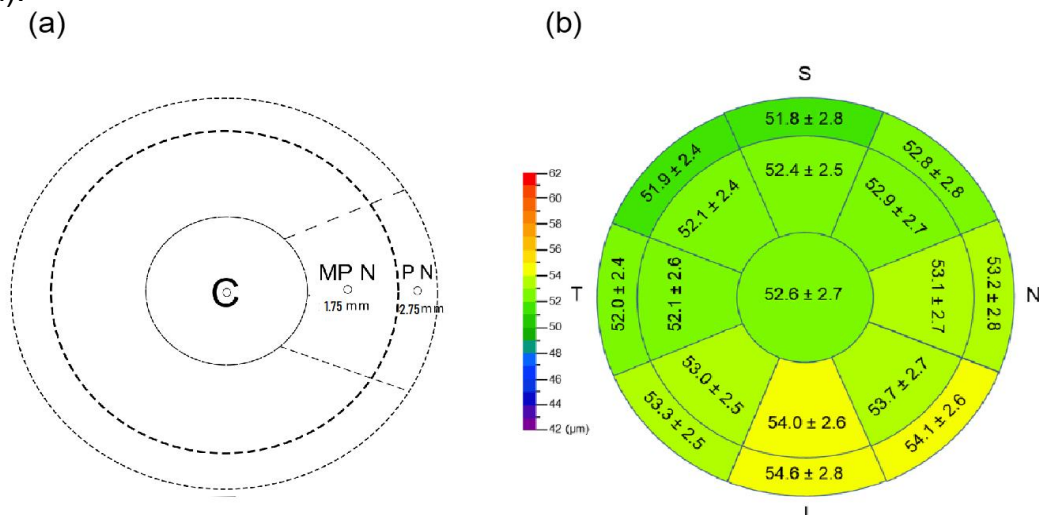 (a)
(b)
C
MP N
1.75 mm
P N
2.75 mm
62
60
58
56
54
52
50
48
46
44
42 (µm)
S
T
N
I
51.8 ± 2.8
52.8 ± 2.8
53.2 ± 2.8
54.1 ± 2.6
54.6 ± 2.8
53.3 ± 2.5
52.0 ± 2.4
51.9 ± 2.4
52.4 ± 2.5
52.9 ± 2.7
53.1 ± 2.7
53.7 ± 2.7
54.0 ± 2.6
53.0 ± 2.5
52.1 ± 2.6
52.1 ± 2.4
52.6 ± 2.7